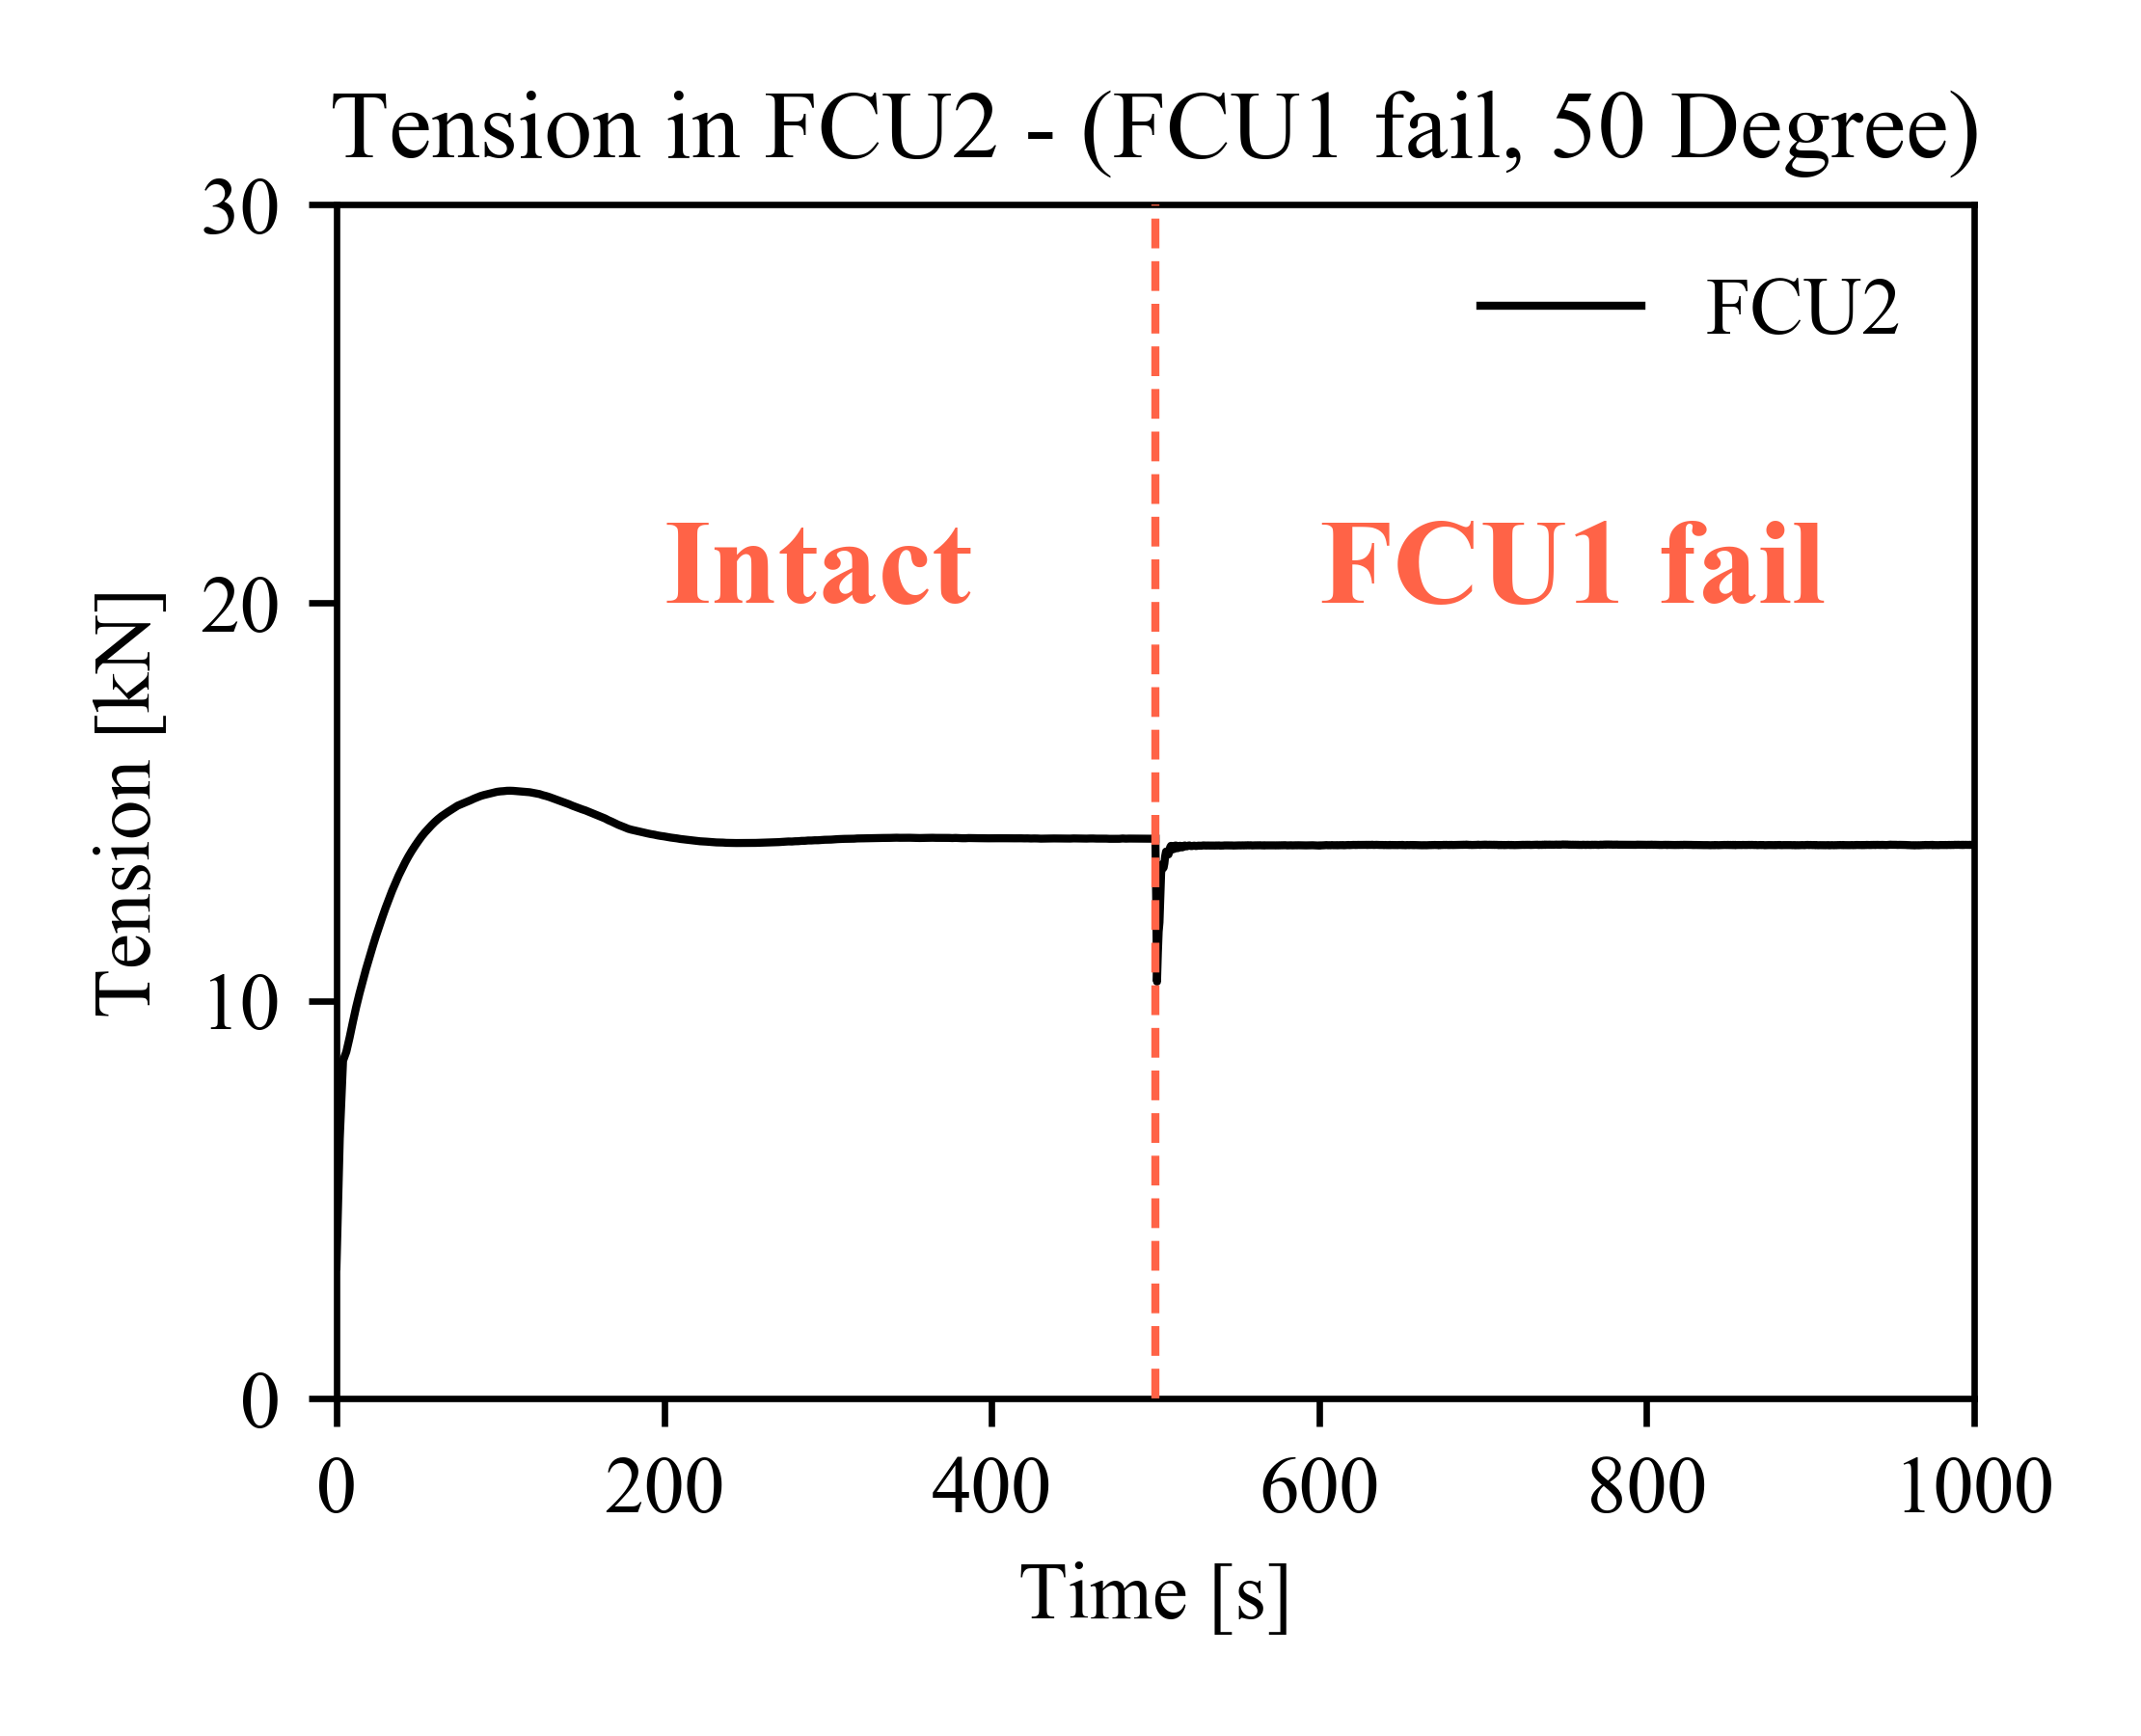 Tension in FCU2 - (FCU1 fail, 50 Degree)
30
FCU2
Intact
FCU1 fail
20
Tension [kN]
10
0
0 200 400 600 800 1000
Time [s]